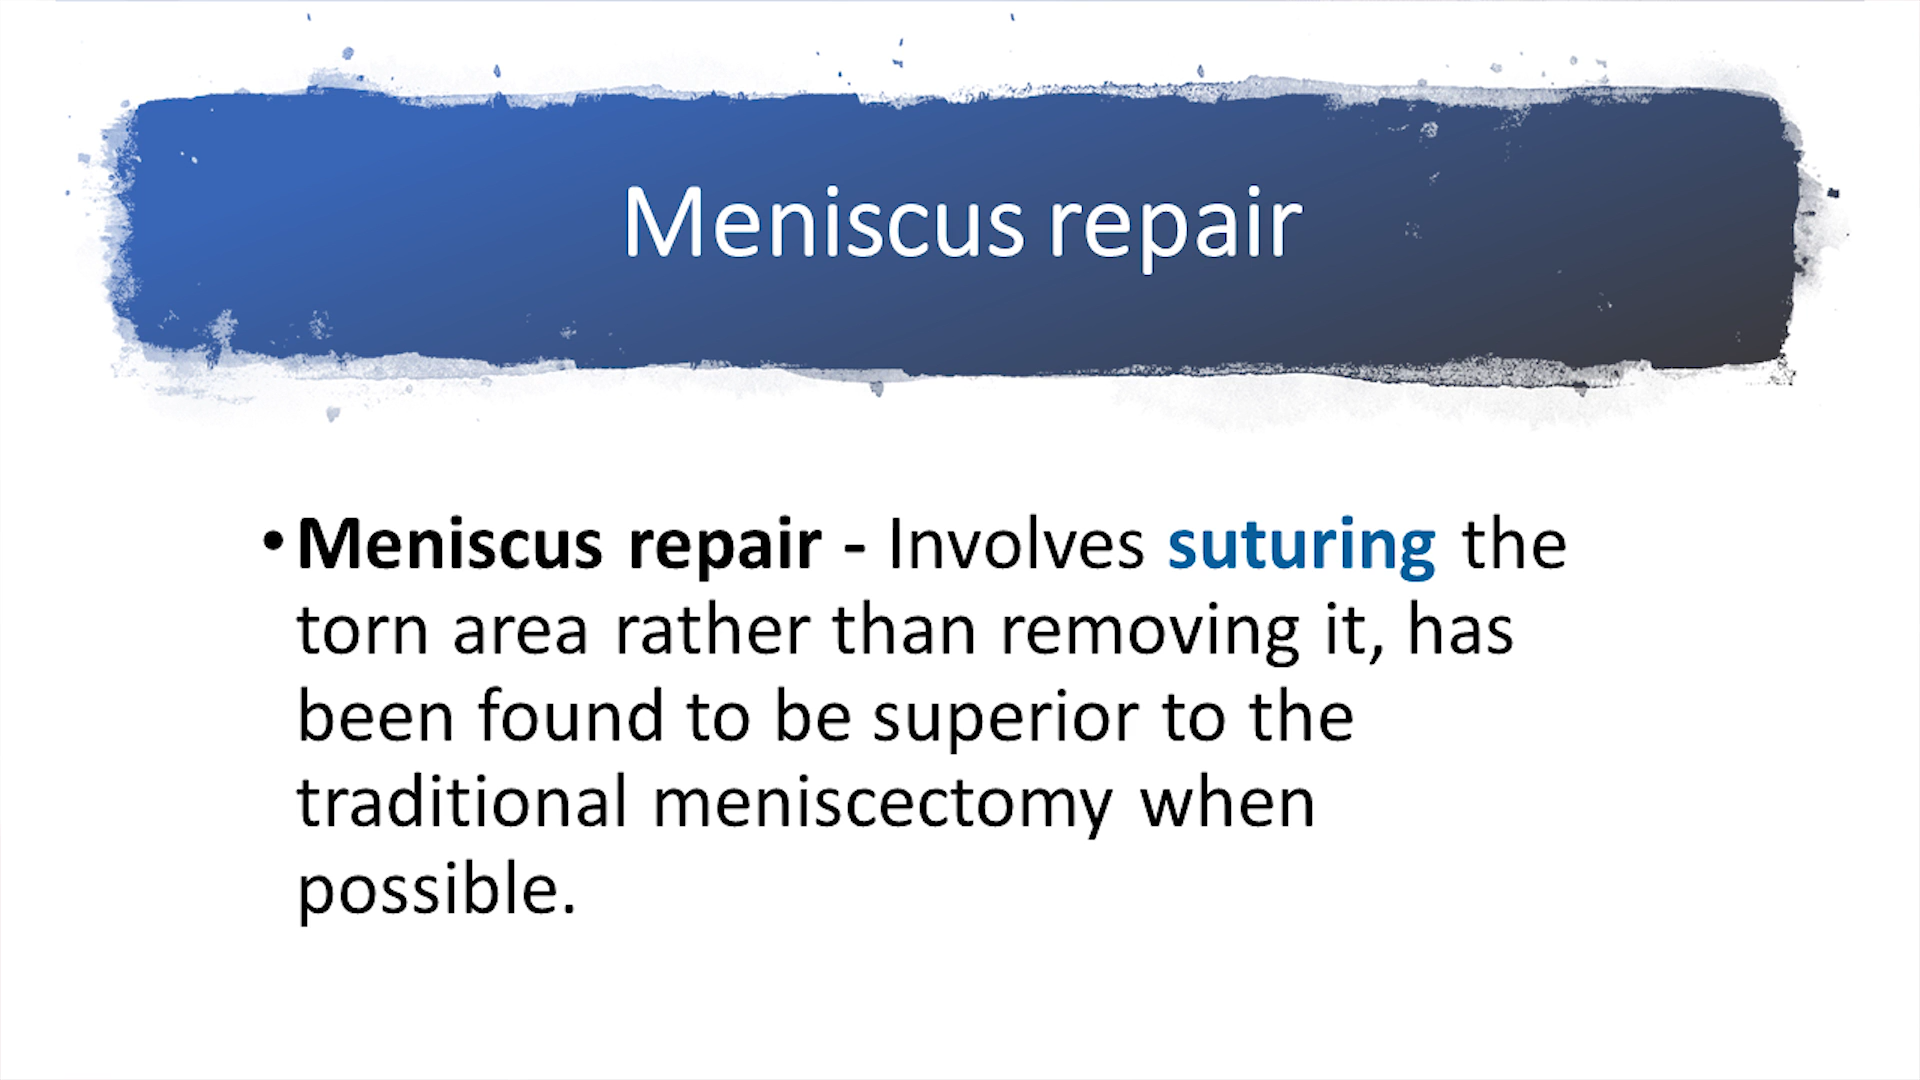 Meniscus repair
• Meniscus repair - Involves suturing the
torn area rather than removing it, has
been found to be superior to the
traditional meniscectomy when
possible.